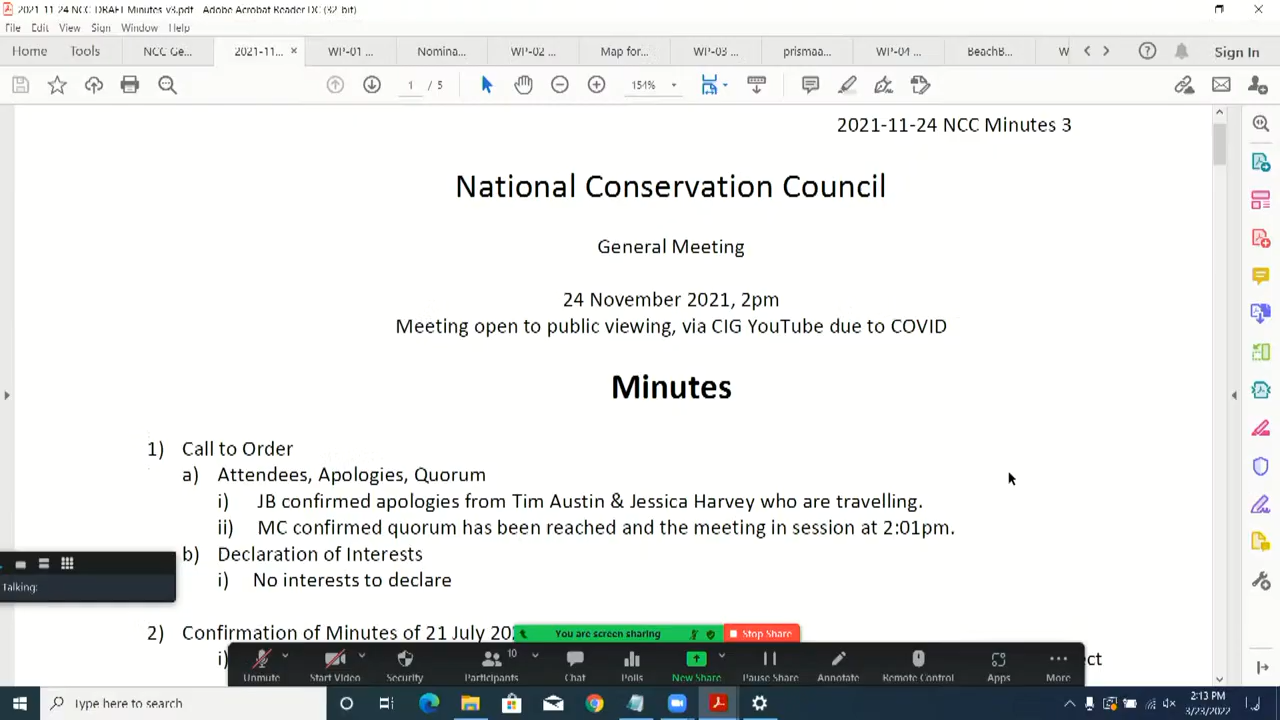 2021-11-24 NCC DRAFT Minutes v3.pdf - Adobe Acrobat Reader DC (32-bit)
File Edit View Sign Window Help
Home Tools NCC Ge... 2021-11... × WP-01 ... Nomina... WP-02 ... Map for... WP-03 ... prismaa... WP-04 ... BeachB... W Sign In
1 / 5 154%
2021-11-24 NCC Minutes 3
National Conservation Council
General Meeting
24 November 2021, 2pm
Meeting open to public viewing, via CIG YouTube due to COVID
Minutes
1) Call to Order
a) Attendees, Apologies, Quorum
i) JB confirmed apologies from Tim Austin & Jessica Harvey who are travelling.
ii) MC confirmed quorum has been reached and the meeting in session at 2:01pm.
b) Declaration of Interests
i) No interests to declare
Talking:
2) Confirmation of Minutes of 21 July 202
You are screen sharing Stop Share
i) ect
10
Unmute Start Video Security Participants Chat Polls New Share Pause Share Annotate Remote Control Apps More
Type here to search
2:13 PM
3/23/2022